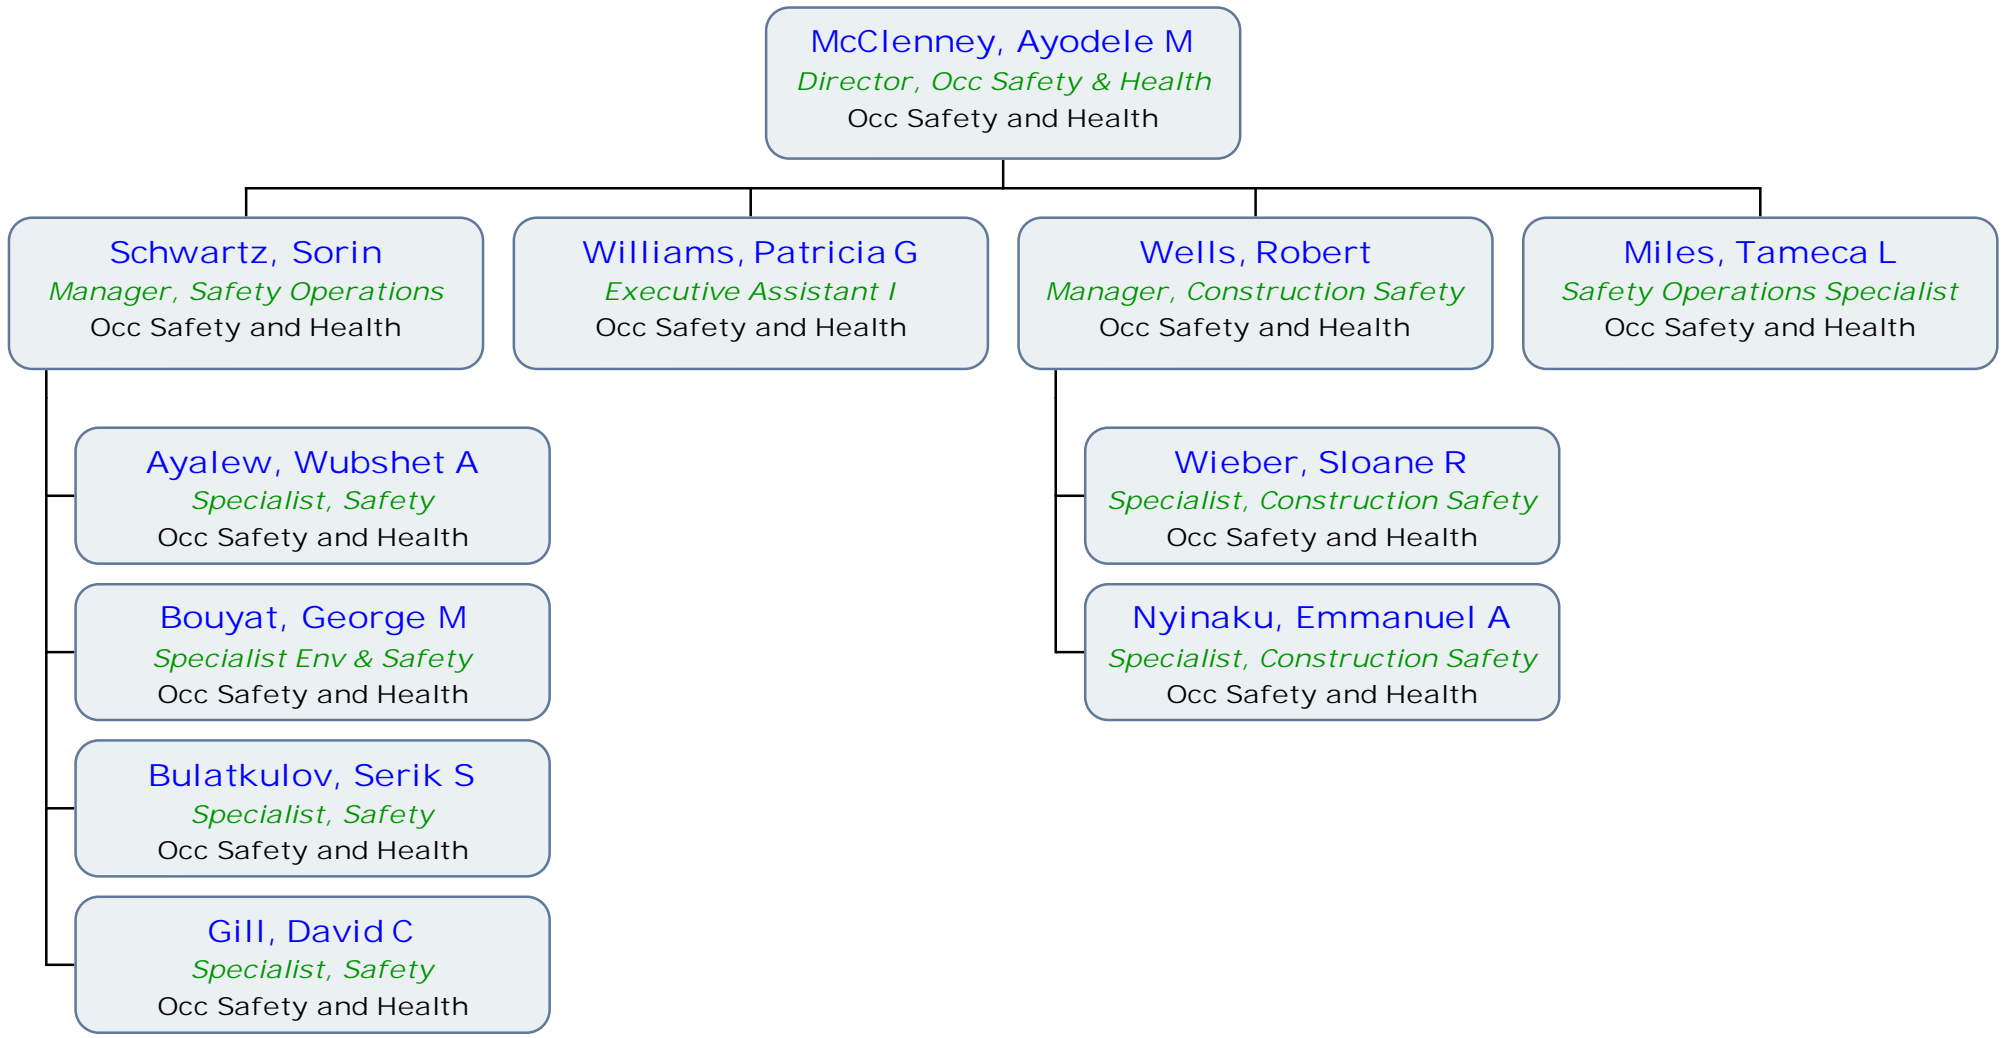 McClenney, Ayodele M
Director, Occ Safety & Health
Occ Safety and Health
Schwartz, Sorin
Manager, Safety Operations
Occ Safety and Health
Williams, Patricia G
Executive Assistant I
Occ Safety and Health
Wells, Robert
Manager, Construction Safety
Occ Safety and Health
Miles, Tameca L
Safety Operations Specialist
Occ Safety and Health
Ayalew, Wubshet A
Specialist, Safety
Occ Safety and Health
Bouyat, George M
Specialist Env & Safety
Occ Safety and Health
Bulatkulov, Serik S
Specialist, Safety
Occ Safety and Health
Gill, David C
Specialist, Safety
Occ Safety and Health
Wieber, Sloane R
Specialist, Construction Safety
Occ Safety and Health
Nyinaku, Emmanuel A
Specialist, Construction Safety
Occ Safety and Health